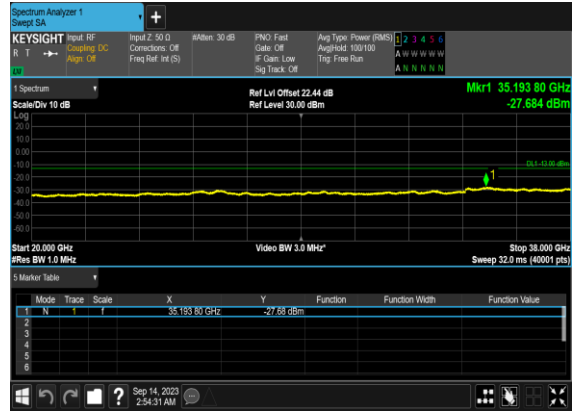 Spectrum Analyzer 1
Swept SA
+
KEYSIGHT Input: RF Input Z: 50 Ω #Atten: 30 dB PNO: Fast Avg Type: Power (RMS) 1 2 3 4 5 6
R T Coupling: DC Corrections: Off Gate: Off Avg|Hold: 100/100 A W W W W W
Align: Off Freq Ref: Int (S) IF Gain: Low Trig: Free Run
Sig Track: Off A N N N N N
1 Spectrum Ref Lvl Offset 22.44 dB Mkr1 35.193 80 GHz
Scale/Div 10 dB Ref Level 30.00 dBm -27.684 dBm
Log
20.0
10.0
0.00
-10.0 DL1 -13.00 dBm
1
-20.0
-30.0
-40.0
-50.0
-60.0
Start 20.000 GHz Video BW 3.0 MHz* Stop 38.000 GHz
#Res BW 1.0 MHz Sweep 32.0 ms (40001 pts)
5 Marker Table
Mode Trace Scale X Y Function Function Width Function Value
1 N 1 f 35.193 80 GHz -27.68 dBm
2
3
4
5
6
? Sep 14, 2023
2:54:31 AM